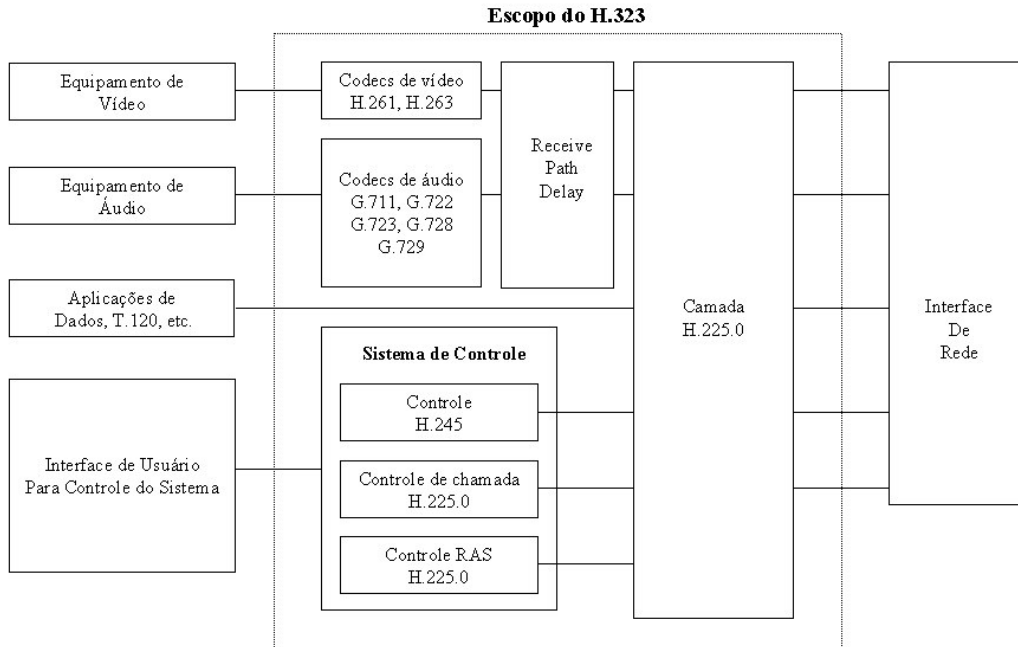 Escopo do H.323
Equipamento de
Vídeo
Codecs de vídeo
H.261, H.263
Receive
Path
Delay
Equipamento de
Áudio
Codecs de áudio
G.711, G.722
G.723, G.728
G.729
Aplicações de
Dados, T.120, etc.
Camada
H.225.0
Interface
De
Rede
Sistema de Controle
Controle
H.245
Interface de Usuário
Para Controle do Sistema
Controle de chamada
H.225.0
Controle RAS
H.225.0